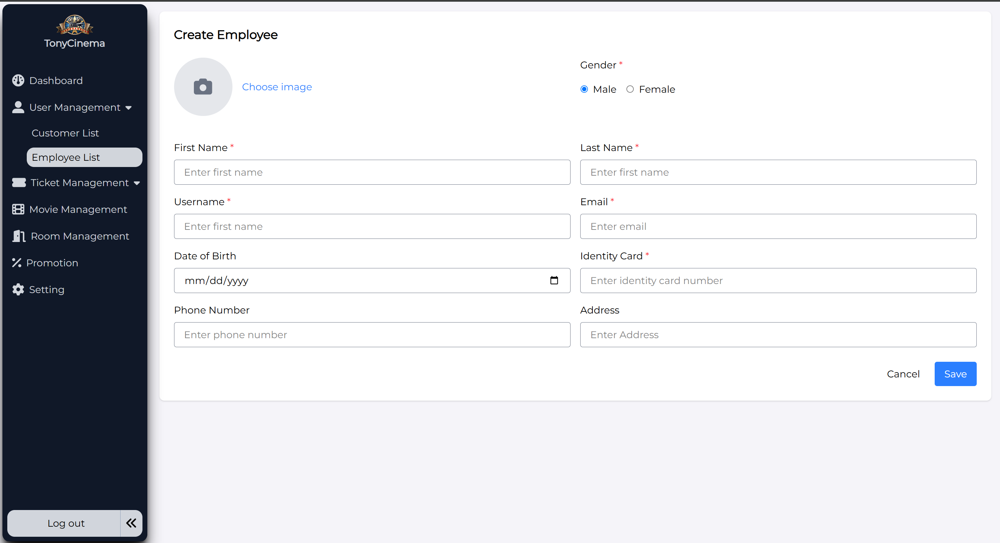 TonyCinema
Dashboard
User Management
Customer List
Employee List
Ticket Management
Movie Management
Room Management
Promotion
Setting
Log out
Create Employee
Choose image
Gender *
Male
Female
First Name *
Enter first name
Last Name *
Enter first name
Username *
Enter first name
Email *
Enter email
Date of Birth
mm/dd/yyyy
Identity Card *
Enter identity card number
Phone Number
Enter phone number
Address
Enter Address
Cancel
Save